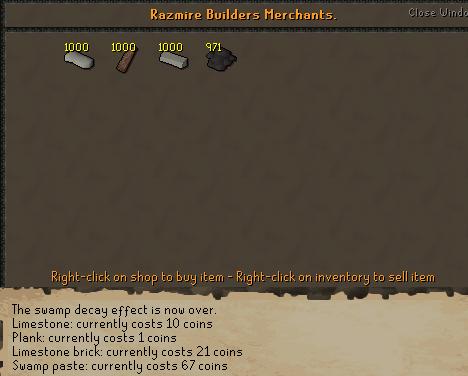 Razmire Builders Merchants.
Close Windo
1000 1000 1000 971
Right-click on shop to buy item - Right-click on inventory to sell item
The swamp decay effect is now over.
Limestone: currently costs 10 coins
Plank: currently costs 1 coins
Limestone brick: currently costs 21 coins
Swamp paste: currently costs 67 coins